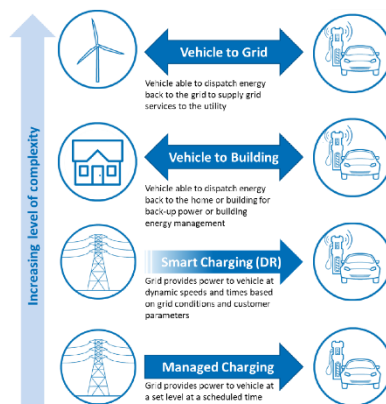 Increasing level of complexity
Vehicle to Grid
Vehicle able to dispatch energy
back to the grid to supply grid
services to the utility
Vehicle to Building
Vehicle able to dispatch energy
back to the home or building for
back-up power or building
energy management
Smart Charging (DR)
Grid provides power to vehicle at
dynamic speeds and times based
on grid conditions and customer
parameters
Managed Charging
Grid provides power to vehicle at
a set level at a scheduled time